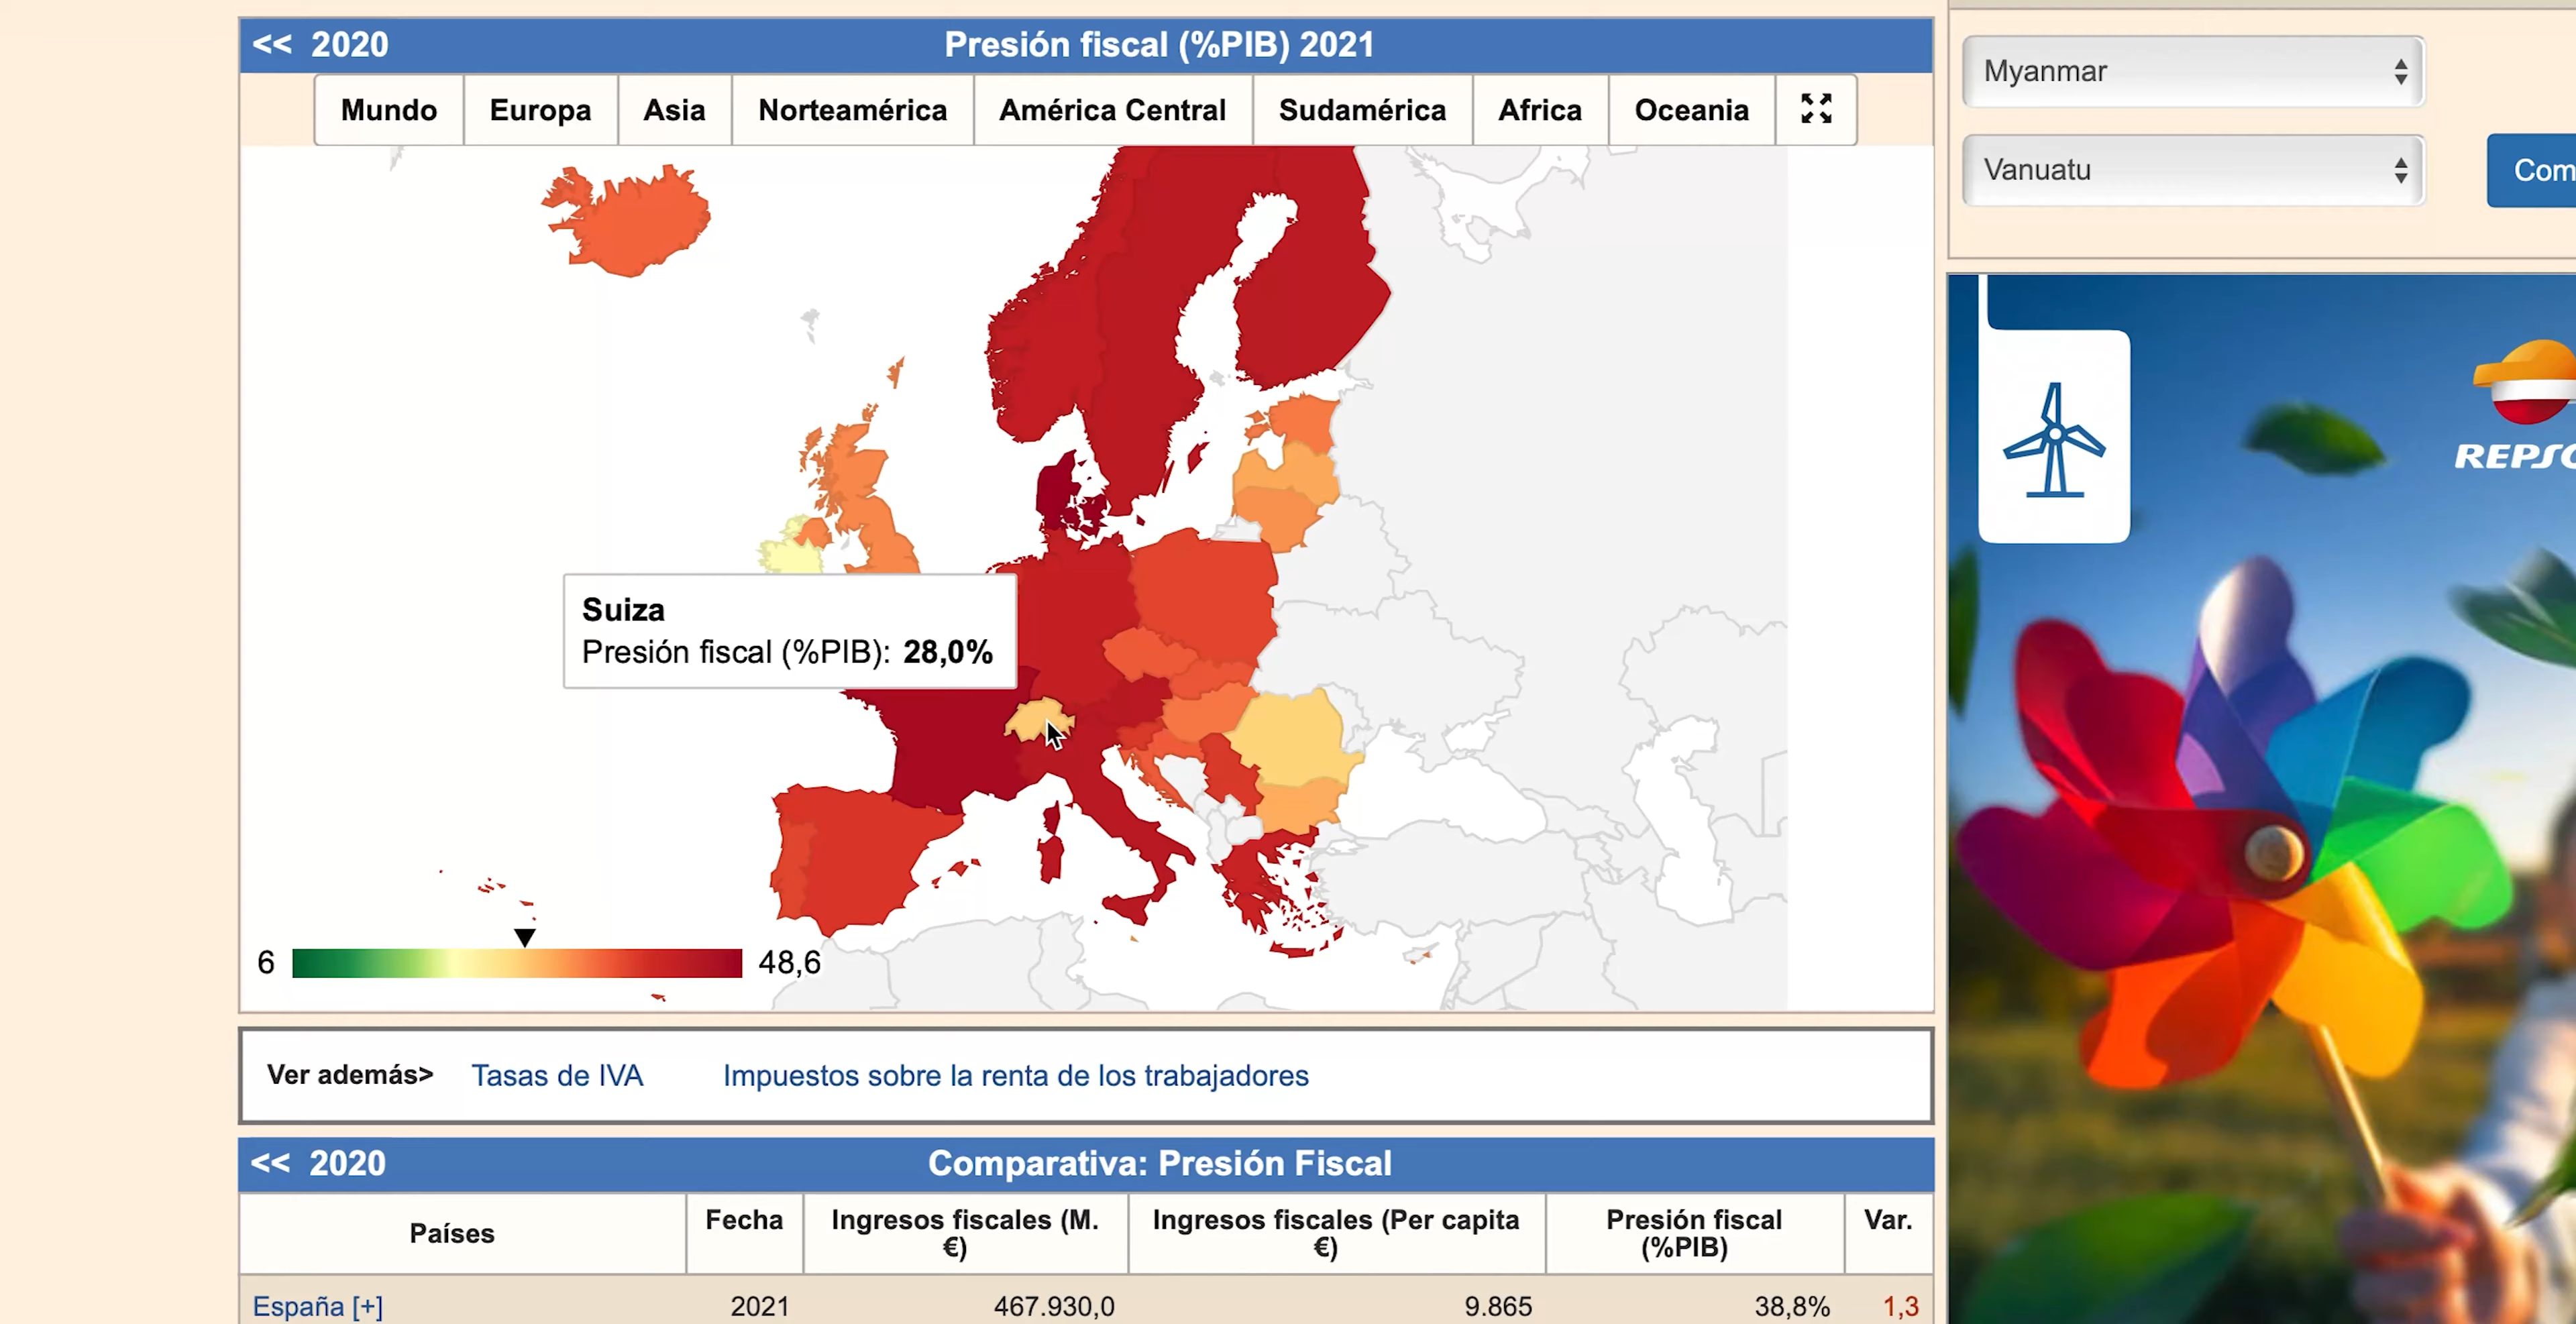 << 2020
Presión fiscal (%PIB) 2021
Mundo
Europa
Asia
Norteamérica
América Central
Sudamérica
Africa
Oceania
Suiza
Presión fiscal (%PIB): 28,0%
6
48,6
Ver además>
Tasas de IVA
Impuestos sobre la renta de los trabajadores
<< 2020
Comparativa: Presión Fiscal
Países
Fecha
Ingresos fiscales (M.
€)
Ingresos fiscales (Per capita
€)
Presión fiscal
(%PIB)
Var.
España [+]
2021
467.930,0
9.865
38,8%
1,3
Myanmar
Vanuatu